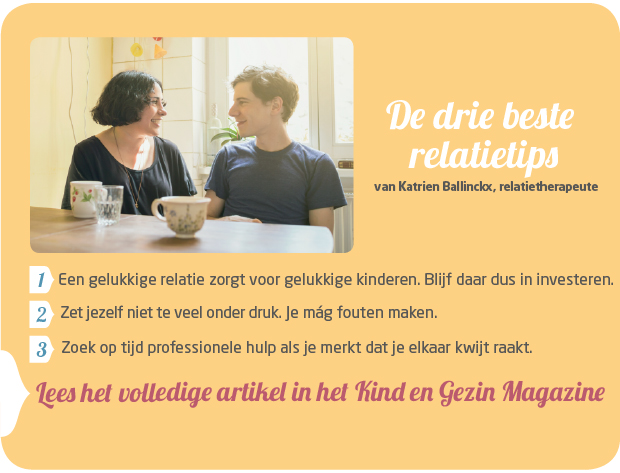 De drie beste
relatietips
van Katrien Ballinckx, relatietherapeute
1 Een gelukkige relatie zorgt voor gelukkige kinderen. Blijf daar dus in investeren.
2 Zet jezelf niet te veel onder druk. Je mág fouten maken.
3 Zoek op tijd professionele hulp als je merkt dat je elkaar kwijt raakt.
Lees het volledige artikel in het Kind en Gezin Magazine